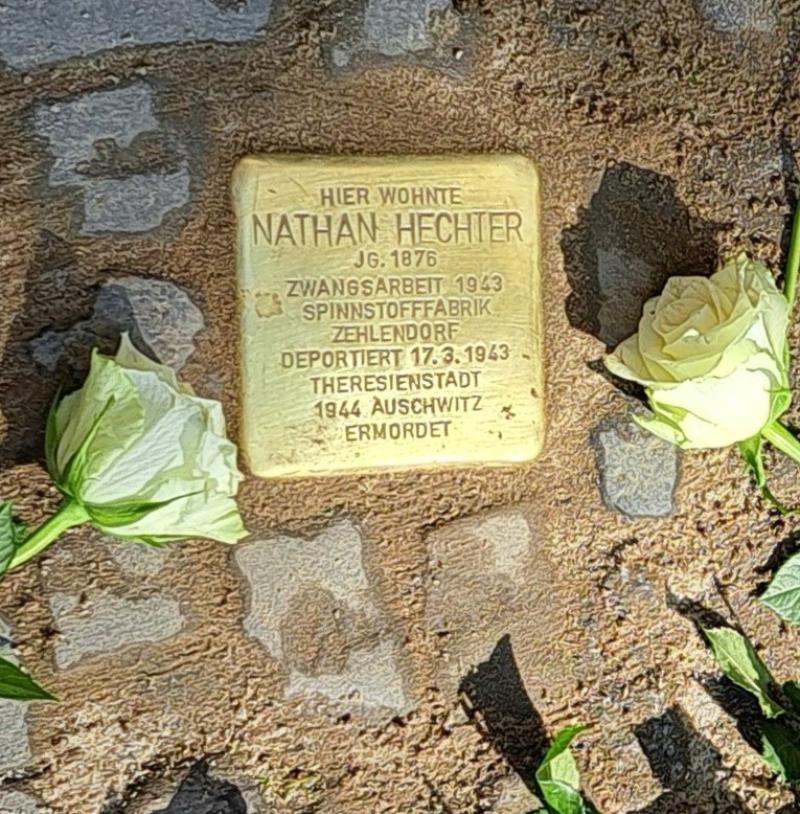 HIER WOHNTE
NATHAN HECHTER
JG. 1876
ZWANGSARBEIT 1943
SPINNSTOFFFABRIK
ZEHLENDORF
DEPORTIERT 17.3.1943
THERESIENSTADT
1944 AUSCHWITZ
ERMORDET